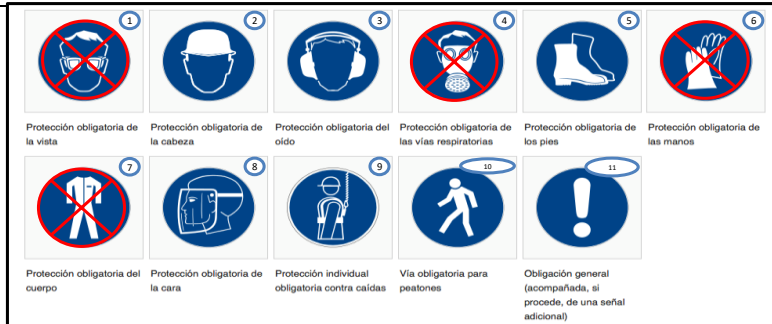 1
2
3
4
5
6
Protección obligatoria de
la vista
Protección obligatoria de
la cabeza
Protección obligatoria del
oído
Protección obligatoria de
las vías respiratorias
Protección obligatoria de
los pies
Protección obligatoria de
las manos
7
8
9
10
11
Protección obligatoria del
cuerpo
Protección obligatoria de
la cara
Protección individual
obligatoria contra caídas
Vía obligatoria para
peatones
Obligación general
(acompañada, si
procede, de una señal
adicional)